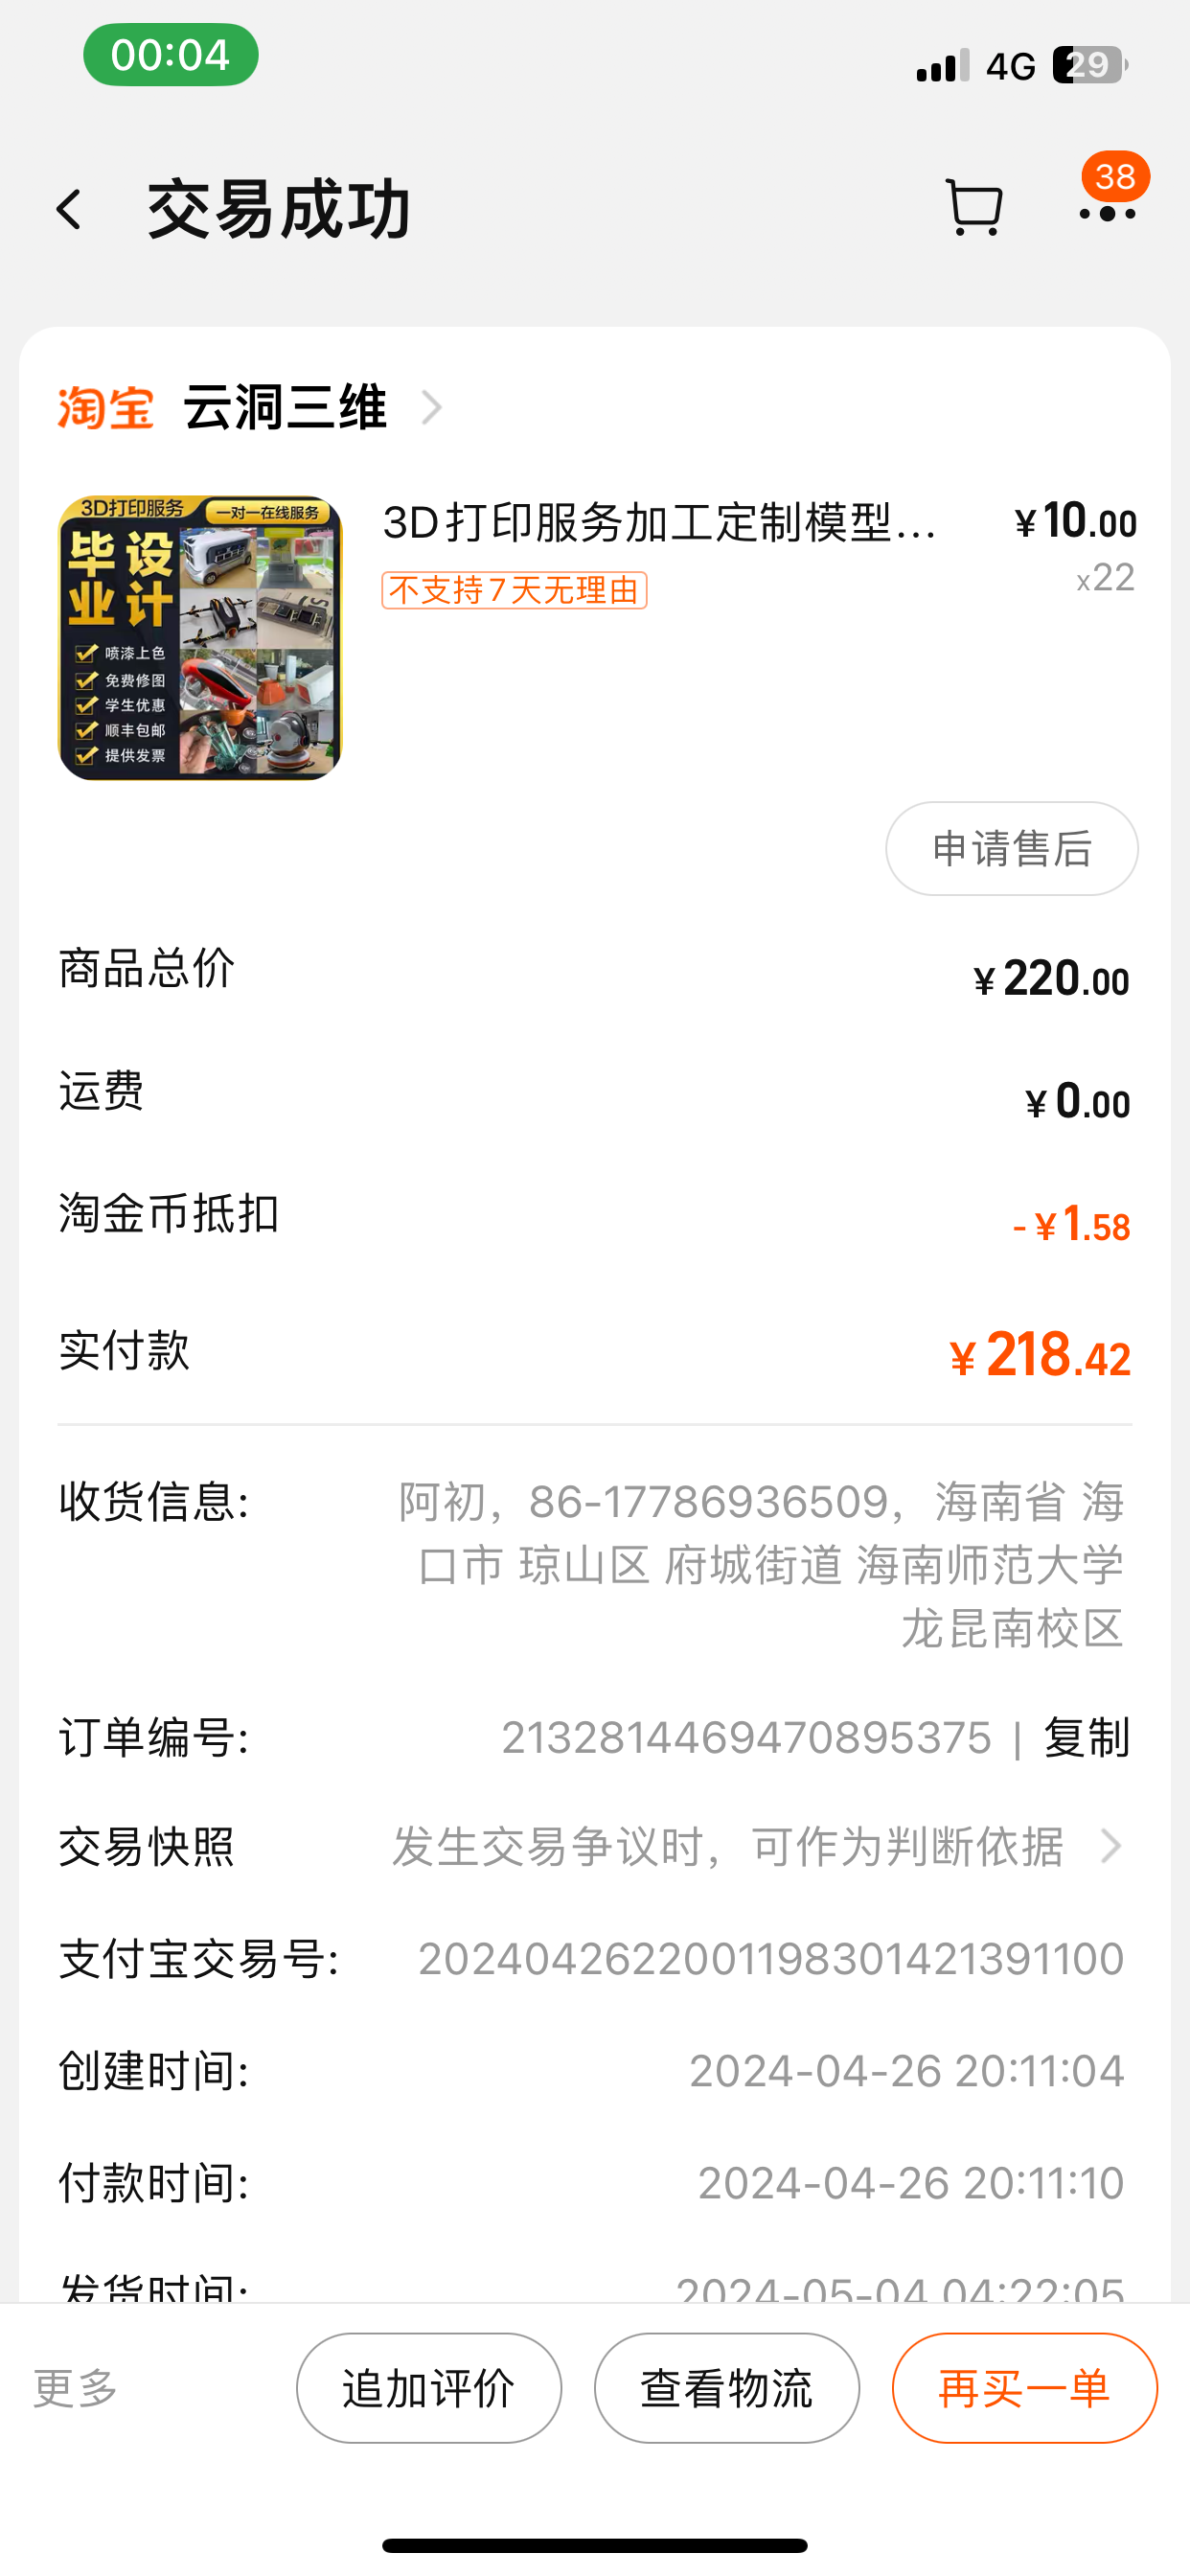 00:04
4G 29
交易成功
38
淘宝 云洞三维
3D打印服务 一对一在线服务
毕设
业计
喷漆上色
免费修图
学生优惠
顺丰包邮
提供发票
3D打印服务加工定制模型... ¥10.00
不支持7天无理由 x22
申请售后
商品总价 ¥220.00
运费 ¥0.00
淘金币抵扣 -¥1.58
实付款 ¥218.42
收货信息: 阿初，86-17786936509，海南省 海
口市 琼山区 府城街道 海南师范大学
龙昆南校区
订单编号: 2132814469470895375 | 复制
交易快照 发生交易争议时，可作为判断依据
支付宝交易号: 2024042622001198301421391100
创建时间: 2024-04-26 20:11:04
付款时间: 2024-04-26 20:11:10
发货时间: 2024-05-04 04:22:05
更多 追加评价 查看物流 再买一单